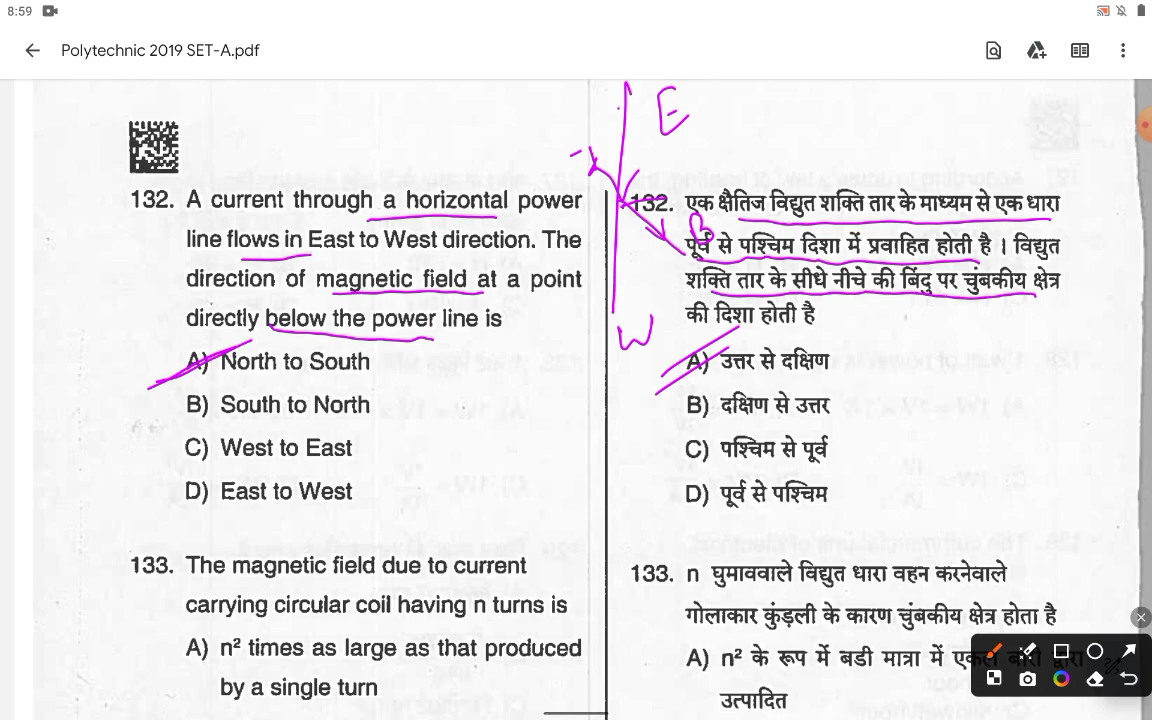 8:59
Polytechnic 2019 SET-A.pdf
E
B
W
132. A current through a horizontal power
line flows in East to West direction. The
direction of magnetic field at a point
directly below the power line is
A) North to South
B) South to North
C) West to East
D) East to West
133. The magnetic field due to current
carrying circular coil having n turns is
A) n² times as large as that produced
by a single turn
132. एक क्षैतिज विद्युत शक्ति तार के माध्यम से एक धारा
पूर्व से पश्चिम दिशा में प्रवाहित होती है । विद्युत
शक्ति तार के सीधे नीचे की बिंदु पर चुंबकीय क्षेत्र
की दिशा होती है
A) उत्तर से दक्षिण
B) दक्षिण से उत्तर
C) पश्चिम से पूर्व
D) पूर्व से पश्चिम
133. n घुमाववाले विद्युत धारा वहन करनेवाले
गोलाकार कुंड़ली के कारण चुंबकीय क्षेत्र होता है
A) n² के रूप में बडी मात्रा में
उत्पादित